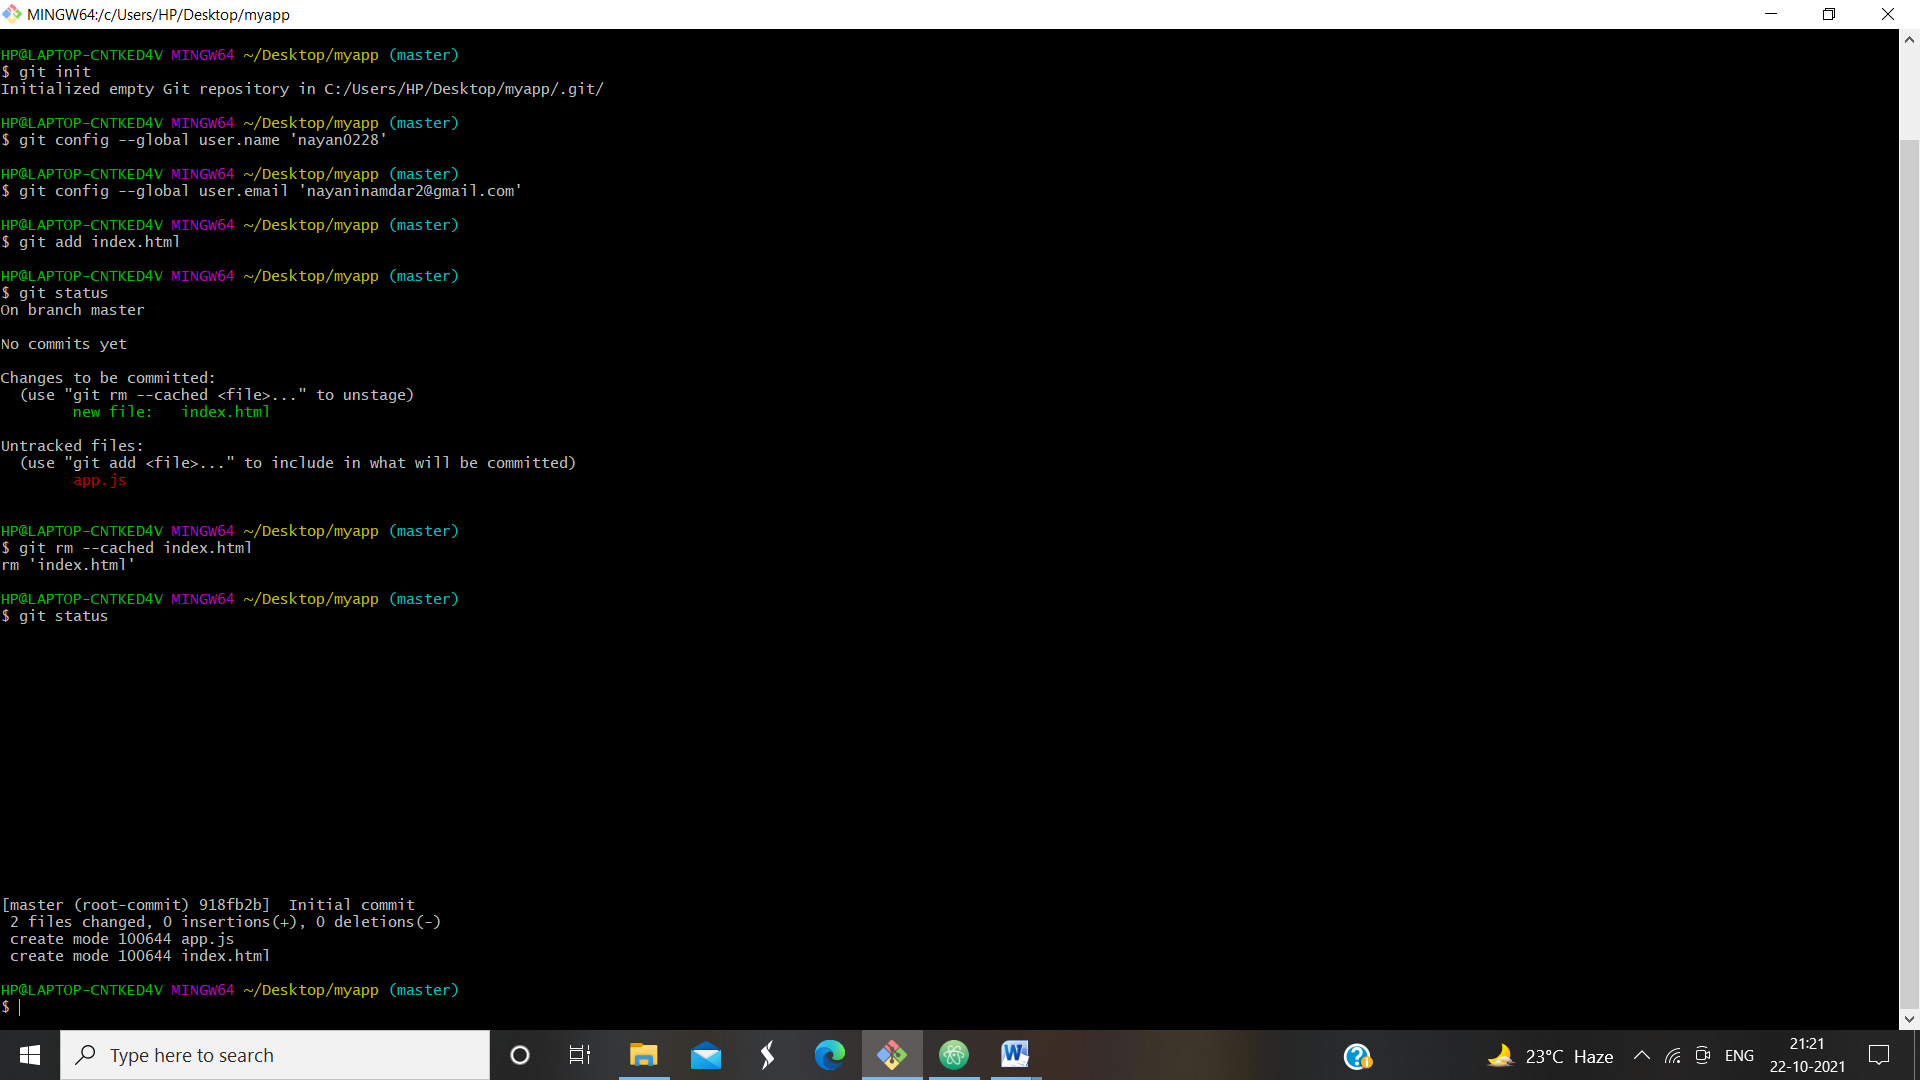 MINGW64:/c/Users/HP/Desktop/myapp
HP@LAPTOP-CNTKED4V MINGW64 ~/Desktop/myapp (master)
$ git init
Initialized empty Git repository in C:/Users/HP/Desktop/myapp/.git/
HP@LAPTOP-CNTKED4V MINGW64 ~/Desktop/myapp (master)
$ git config --global user.name 'nayan0228'
HP@LAPTOP-CNTKED4V MINGW64 ~/Desktop/myapp (master)
$ git config --global user.email 'nayaninamdar2@gmail.com'
HP@LAPTOP-CNTKED4V MINGW64 ~/Desktop/myapp (master)
$ git add index.html
HP@LAPTOP-CNTKED4V MINGW64 ~/Desktop/myapp (master)
$ git status
On branch master
No commits yet
Changes to be committed:
  (use "git rm --cached <file>..." to unstage)
        new file:   index.html
Untracked files:
  (use "git add <file>..." to include in what will be committed)
        app.js
HP@LAPTOP-CNTKED4V MINGW64 ~/Desktop/myapp (master)
$ git rm --cached index.html
rm 'index.html'
HP@LAPTOP-CNTKED4V MINGW64 ~/Desktop/myapp (master)
$ git status
[master (root-commit) 918fb2b]  Initial commit
 2 files changed, 0 insertions(+), 0 deletions(-)
 create mode 100644 app.js
 create mode 100644 index.html
HP@LAPTOP-CNTKED4V MINGW64 ~/Desktop/myapp (master)
$
Type here to search
23°C Haze
ENG
21:21
22-10-2021